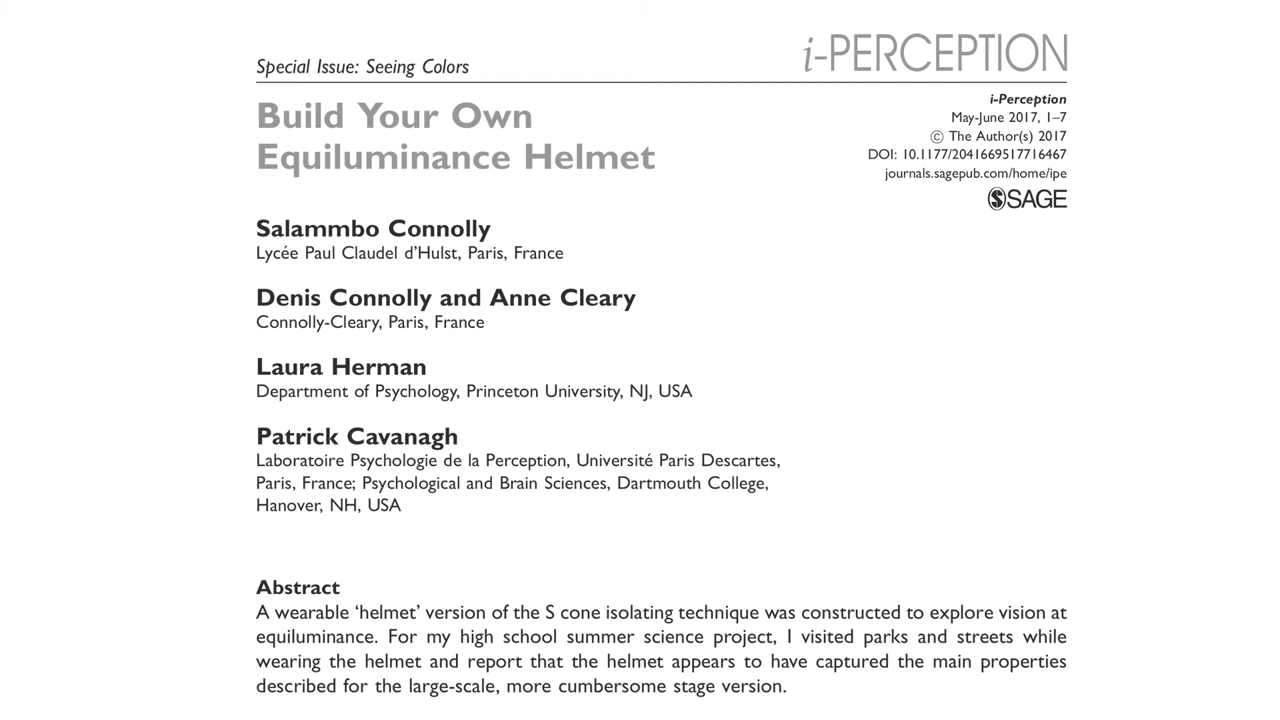 Special Issue: Seeing Colors
i-PERCEPTION
Build Your Own
Equiluminance Helmet
i-Perception
May-June 2017, 1–7
© The Author(s) 2017
DOI: 10.1177/2041669517716467
journals.sagepub.com/home/ipe
SAGE
Salammbo Connolly
Lycée Paul Claudel d’Hulst, Paris, France
Denis Connolly and Anne Cleary
Connolly-Cleary, Paris, France
Laura Herman
Department of Psychology, Princeton University, NJ, USA
Patrick Cavanagh
Laboratoire Psychologie de la Perception, Université Paris Descartes,
Paris, France; Psychological and Brain Sciences, Dartmouth College,
Hanover, NH, USA
Abstract
A wearable ‘helmet’ version of the S cone isolating technique was constructed to explore vision at
equiluminance. For my high school summer science project, I visited parks and streets while
wearing the helmet and report that the helmet appears to have captured the main properties
described for the large-scale, more cumbersome stage version.